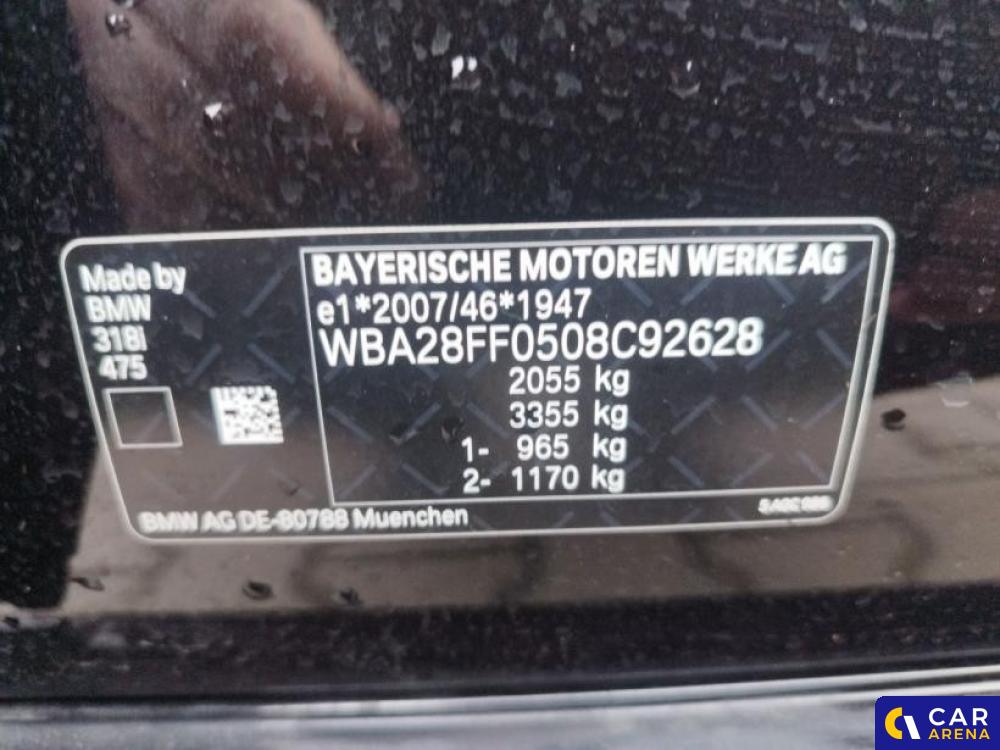 Made by
BMW
318i
475
BAYERISCHE MOTOREN WERKE AG
e1*2007/46*1947
WBA28FF0508C92628
2055 kg
3355 kg
1- 965 kg
2- 1170 kg
BMW AG DE-80788 Muenchen
CAR
ARENA